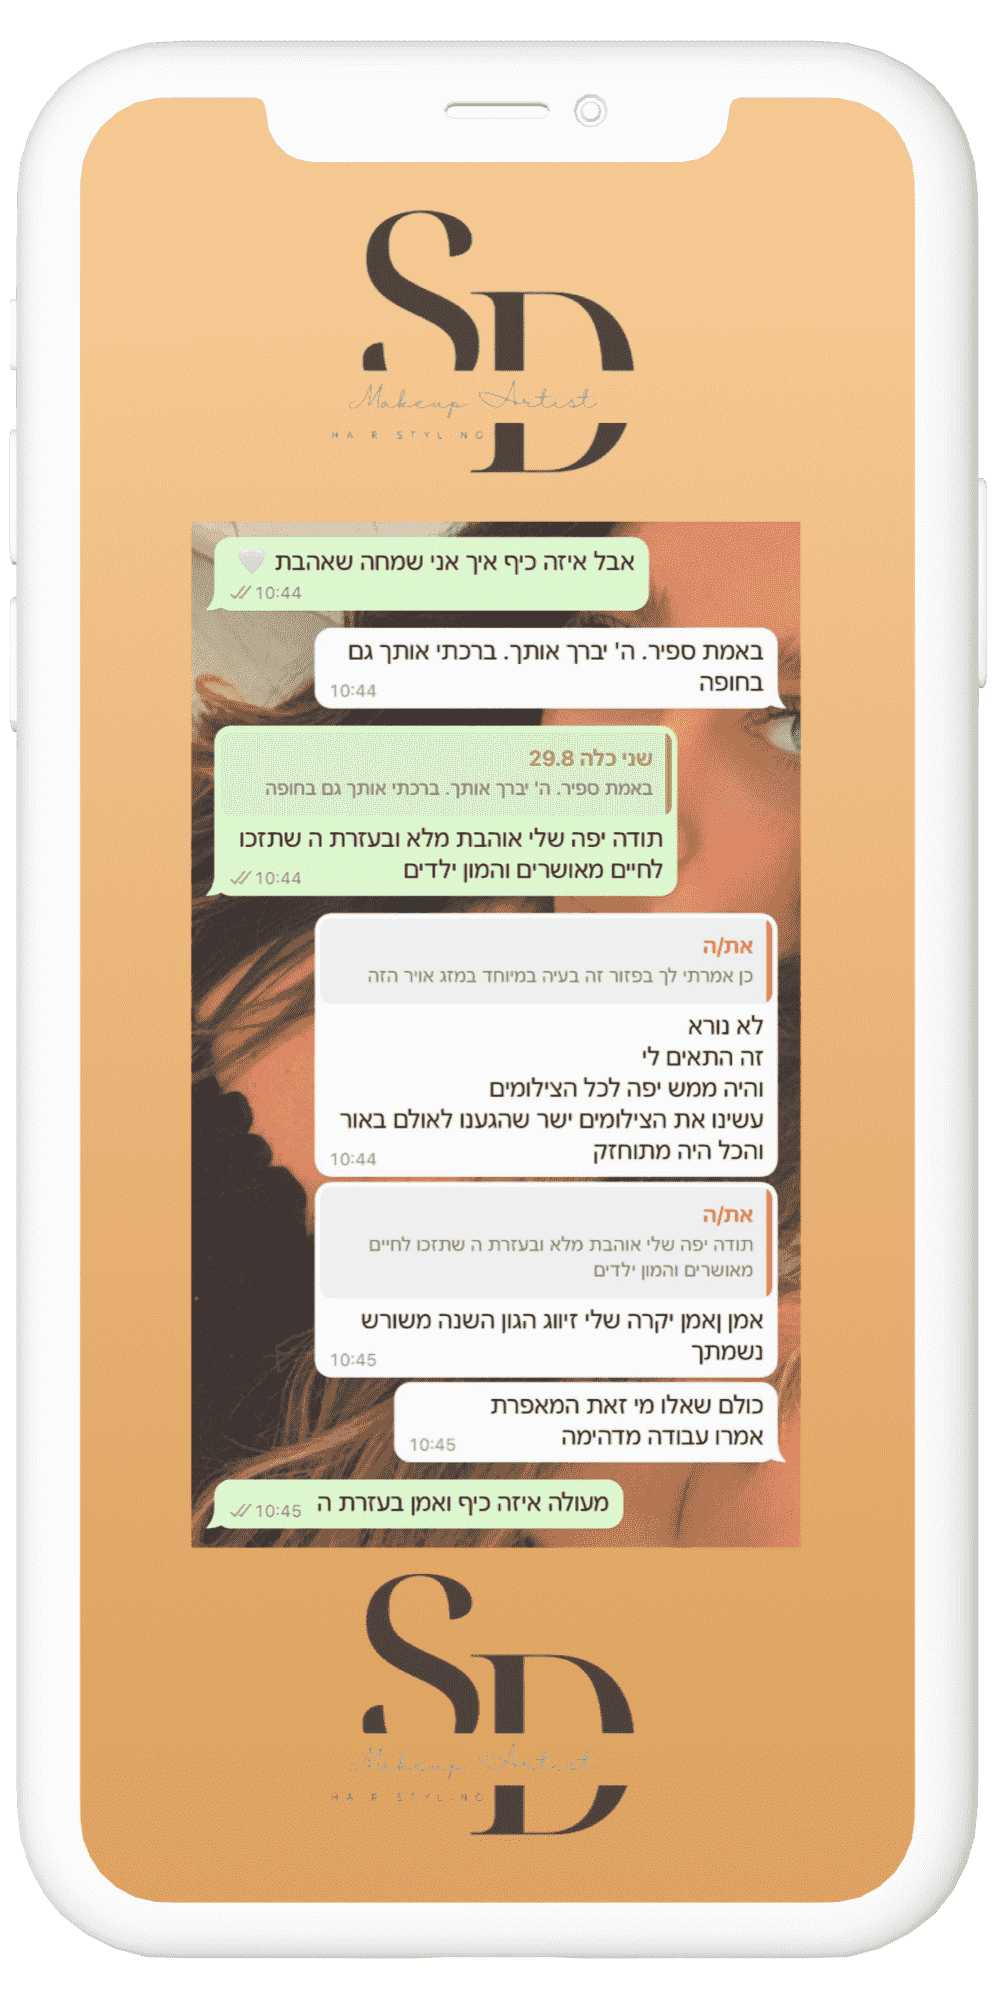 SD
Makeup Artist
HAIR STYLING
אבל איזה כיף איך אני שמחה שאהבת 🤍
10:44
באמת ספיר. ה' יברך אותך. ברכתי אותך גם
בחופה
10:44
שני כלה 29.8
באמת ספיר. ה' יברך אותך. ברכתי אותך גם בחופה
תודה יפה שלי אוהבת מלא ובעזרת ה שתזכו
לחיים מאושרים והמון ילדים
10:44
את/ה
כן אמרתי לך בפזור זה בעיה במיוחד במזג אויר הזה
לא נורא
זה התאים לי
והיה ממש יפה לכל הצילומים
עשינו את הצילומים ישר שהגענו לאולם באור
והכל היה מתוחזק
10:44
את/ה
תודה יפה שלי אוהבת מלא ובעזרת ה שתזכו לחיים
מאושרים והמון ילדים
אמן ןאמן יקרה שלי זיווג הגון השנה משורש
נשמתך
10:45
כולם שאלו מי זאת המאפרת
אמרו עבודה מדהימה
10:45
מעולה איזה כיף ואמן בעזרת ה
10:45
SD
Makeup Artist
HAIR STYLING